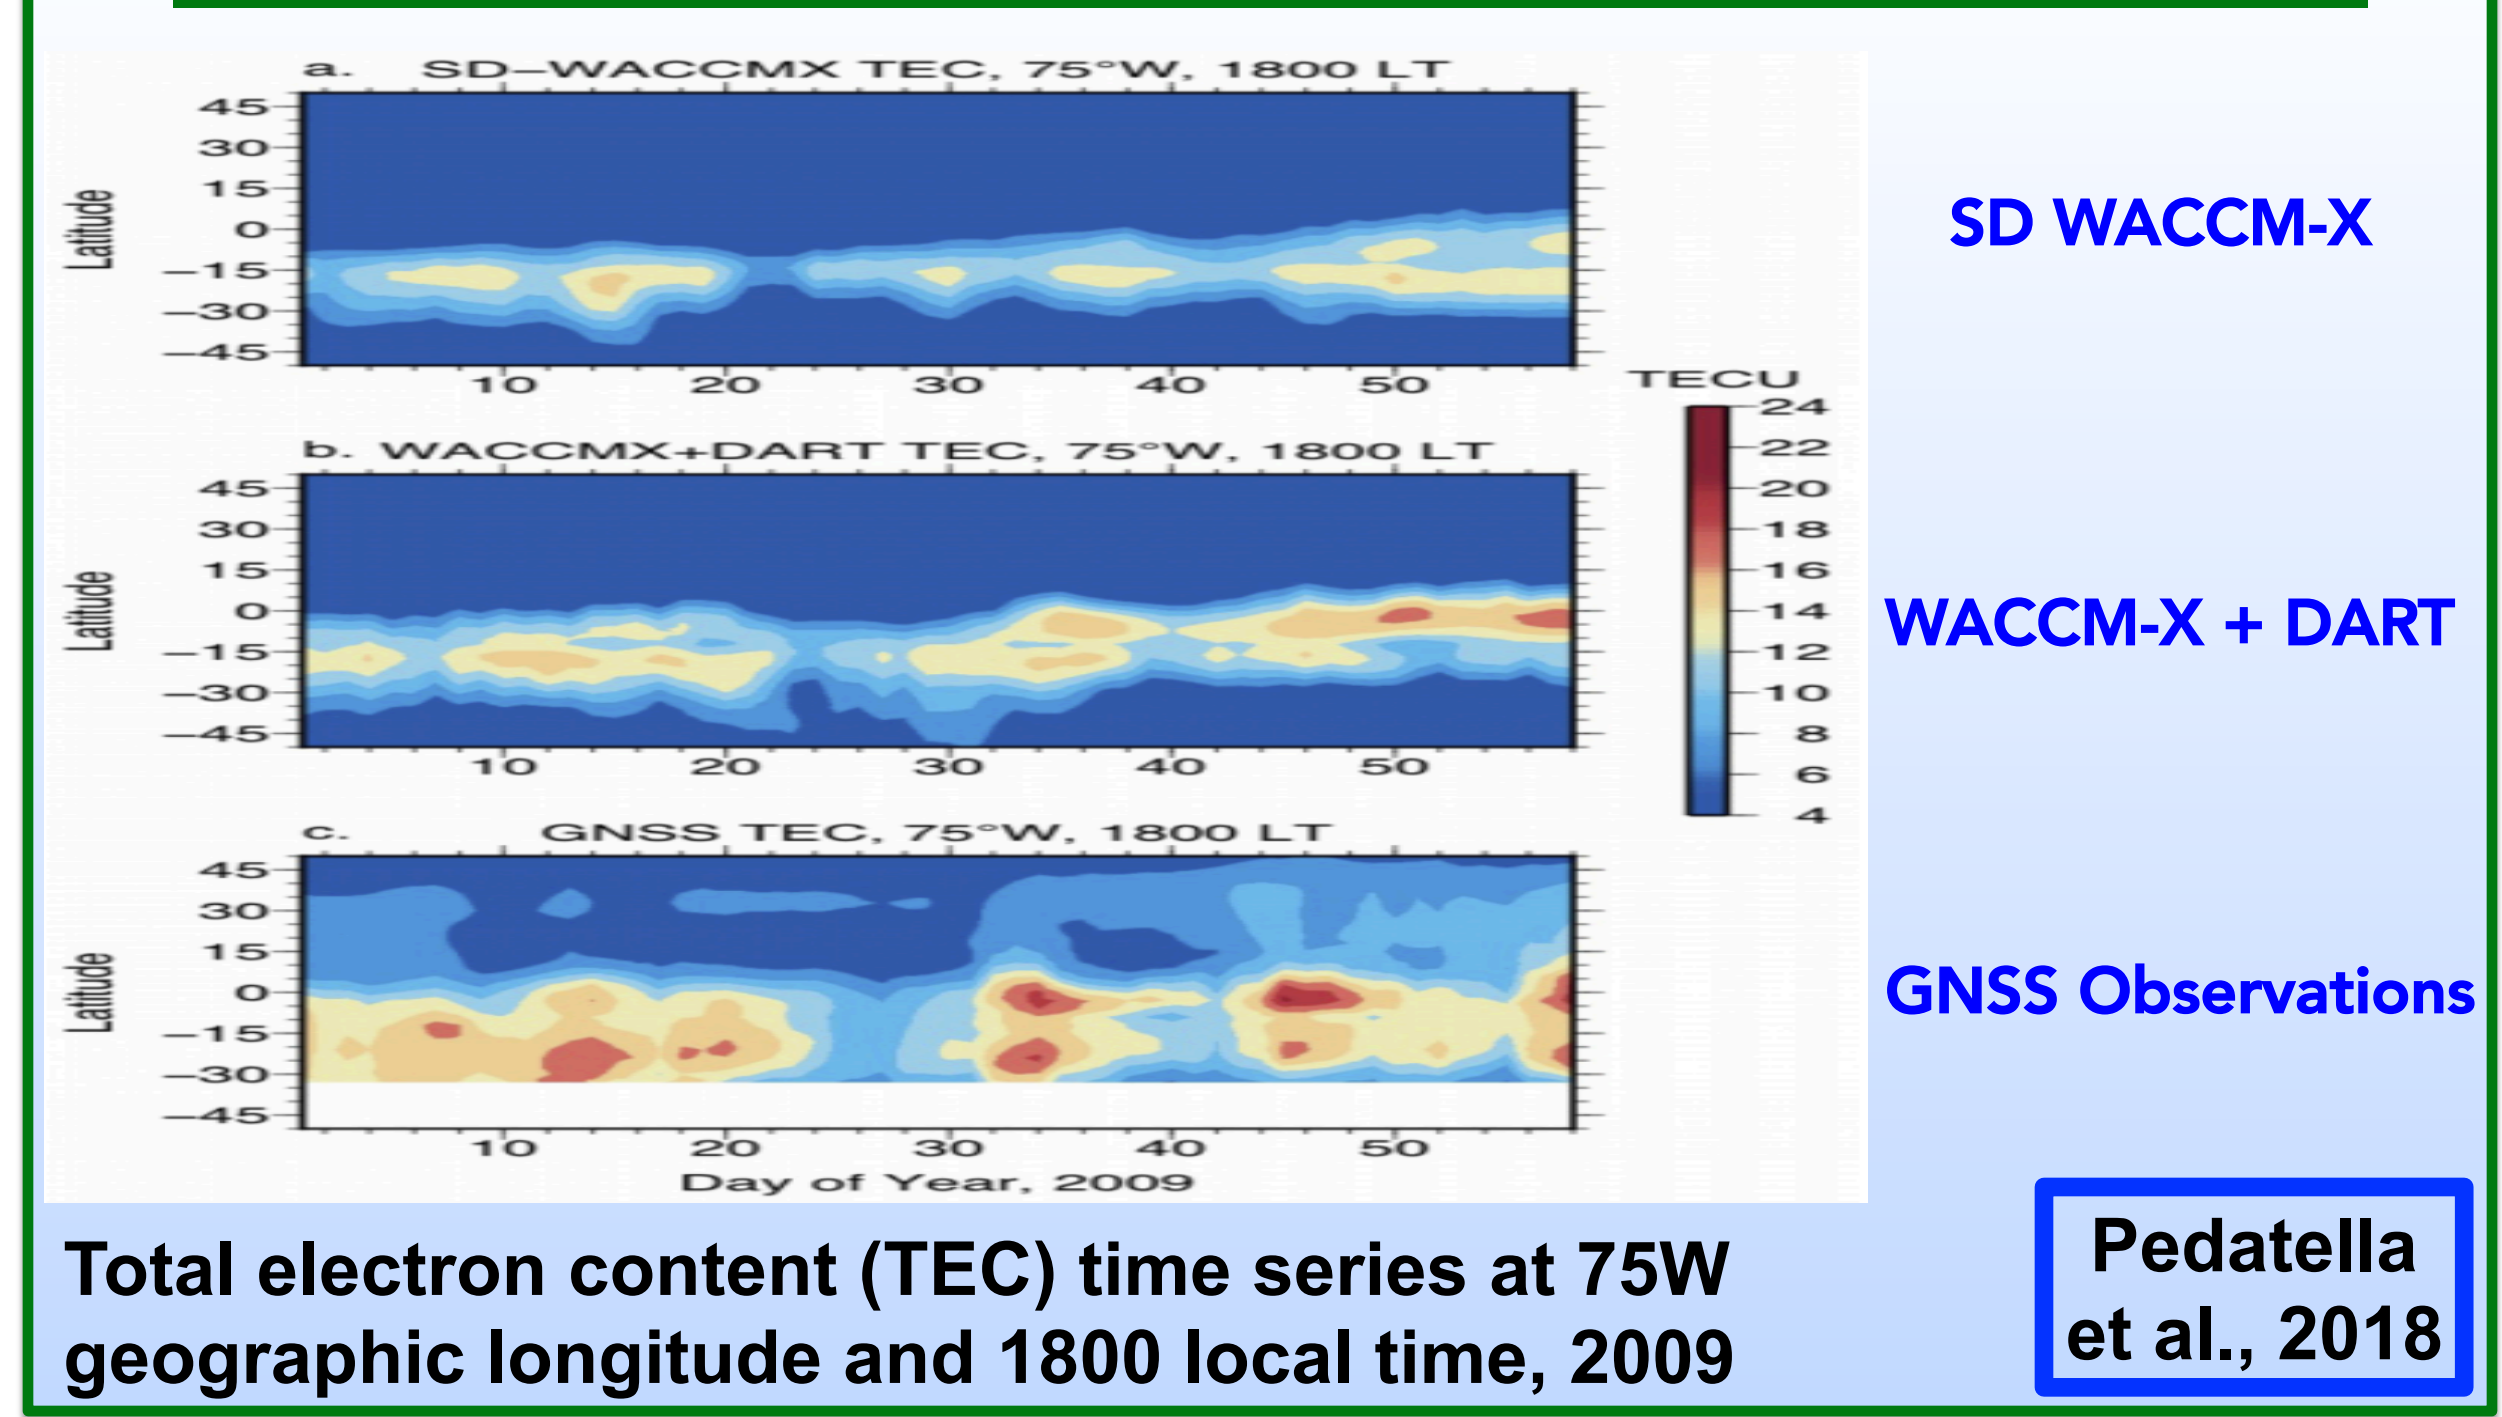 a. SD–WACCMX TEC, 75°W, 1800 LT
45
30
15
0
–15
–30
–45
Latitude
10 20 30 40 50
SD WACCM-X
b. WACCMX+DART TEC, 75°W, 1800 LT
45
30
15
0
–15
–30
–45
Latitude
10 20 30 40 50
TECU
24
22
20
18
16
14
12
10
8
6
4
WACCM-X + DART
c. GNSS TEC, 75°W, 1800 LT
45
30
15
0
–15
–30
–45
Latitude
10 20 30 40 50
Day of Year, 2009
GNSS Observations
Total electron content (TEC) time series at 75W
geographic longitude and 1800 local time, 2009
Pedatella
et al., 2018